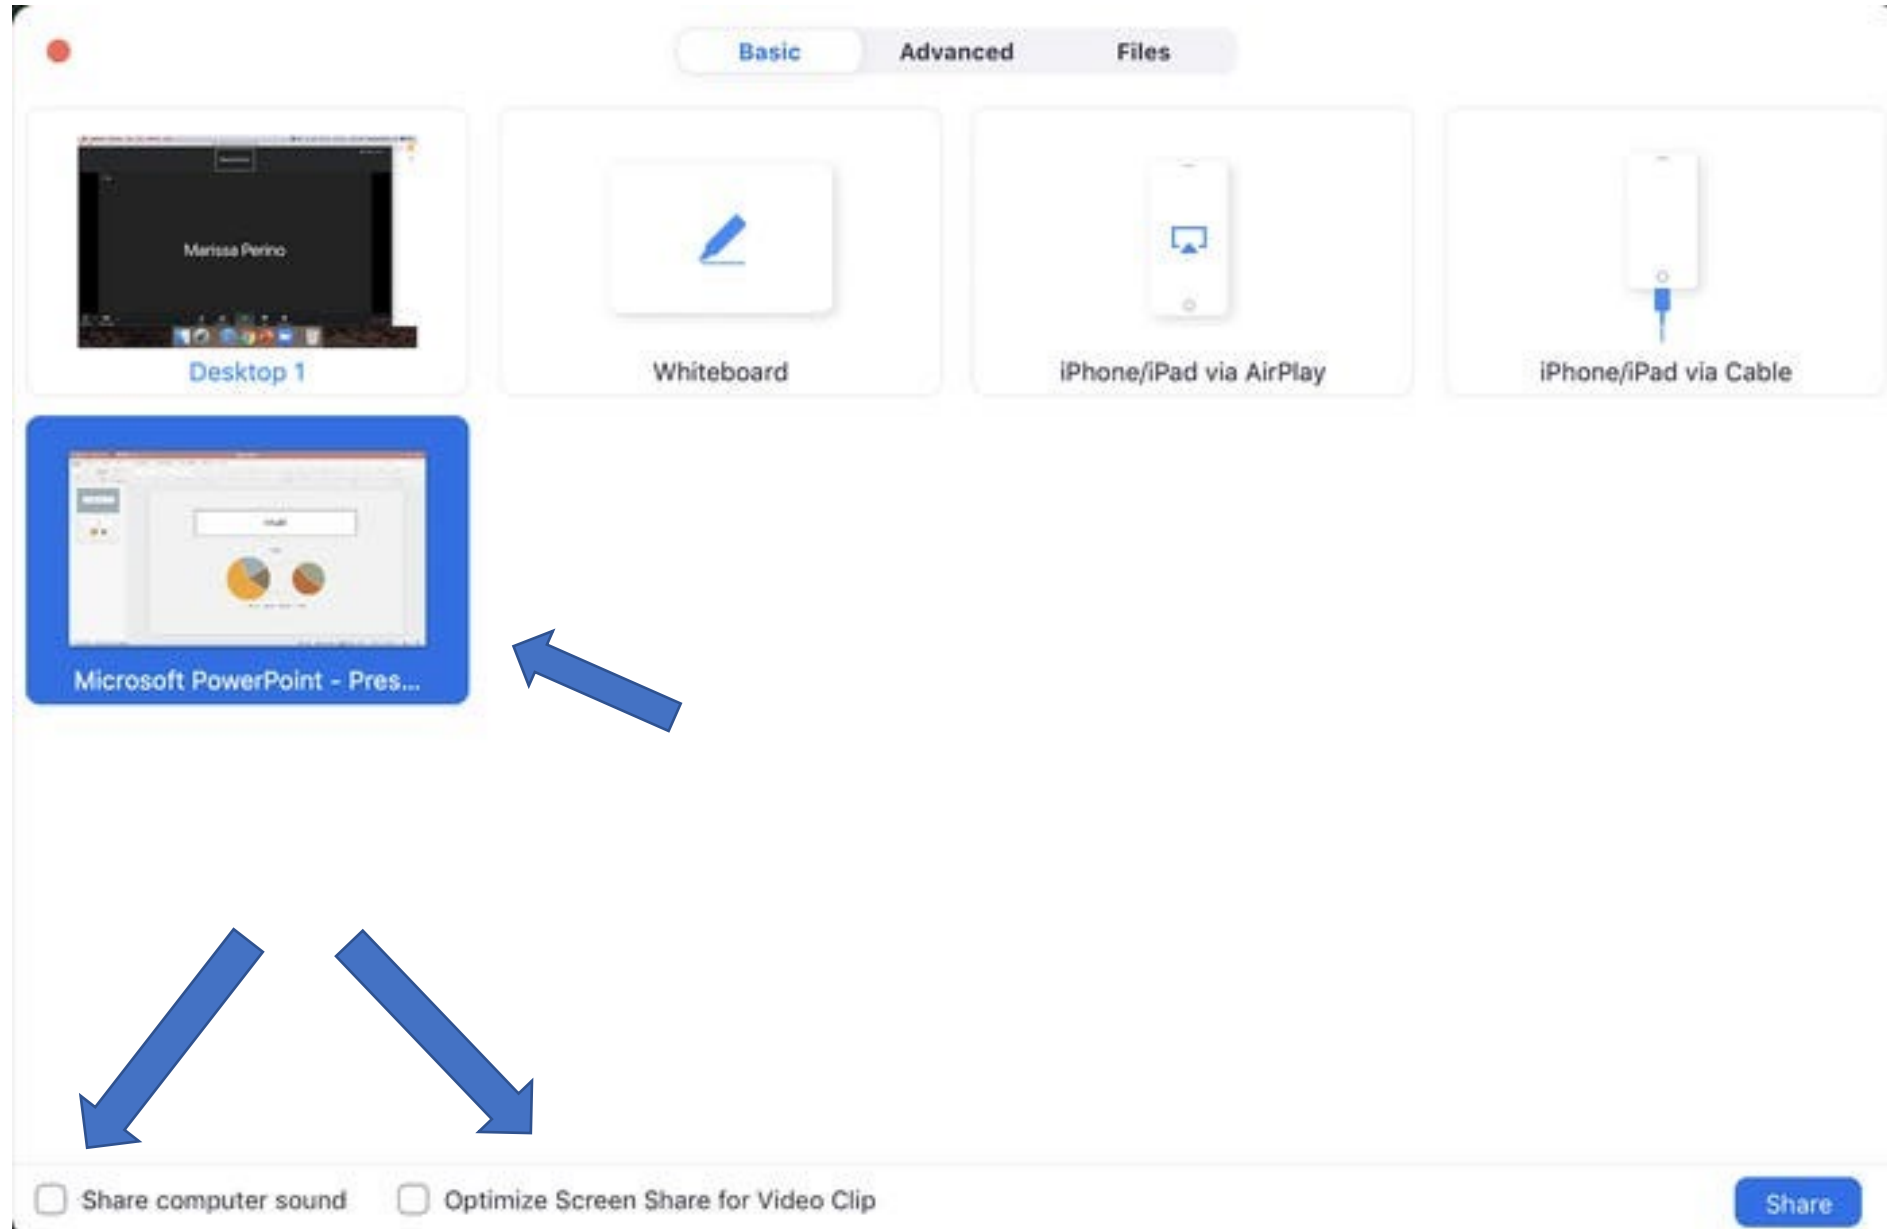 Basic Advanced Files
Marissa Perino
Desktop 1
Whiteboard
iPhone/iPad via AirPlay
iPhone/iPad via Cable
Microsoft PowerPoint - Pres...
Share computer sound
Optimize Screen Share for Video Clip
Share